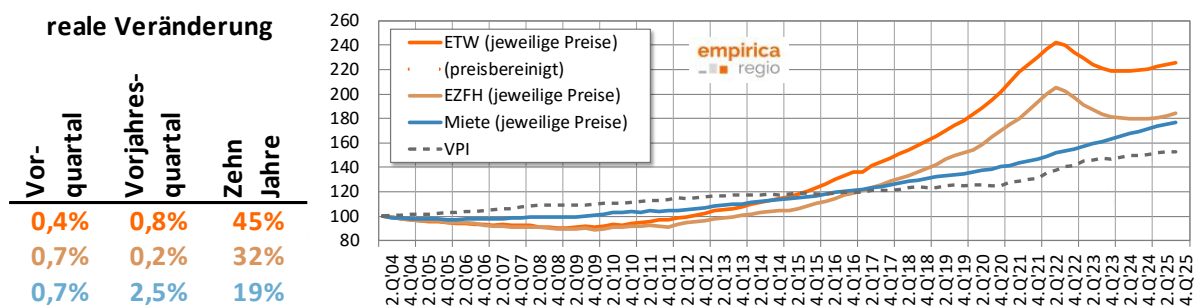 reale Veränderung
Vor-
quartal
Vorjahres-
quartal
Zehn
Jahre
0,4% 0,8% 45%
0,7% 0,2% 32%
0,7% 2,5% 19%
260
240
220
200
180
160
140
120
100
80
ETW (jeweilige Preise)
(preisbereinigt)
EZFH (jeweilige Preise)
Miete (jeweilige Preise)
VPI
empirica
regio
2.Q'04
4.Q'04
2.Q'05
4.Q'05
2.Q'06
4.Q'06
2.Q'07
4.Q'07
2.Q'08
4.Q'08
2.Q'09
4.Q'09
2.Q'10
4.Q'10
2.Q'11
4.Q'11
2.Q'12
4.Q'12
2.Q'13
4.Q'13
2.Q'14
4.Q'14
2.Q'15
4.Q'15
2.Q'16
4.Q'16
2.Q'17
4.Q'17
2.Q'18
4.Q'18
2.Q'19
4.Q'19
2.Q'20
4.Q'20
2.Q'21
4.Q'21
2.Q'22
4.Q'22
2.Q'23
4.Q'23
2.Q'24
4.Q'24
2.Q'25